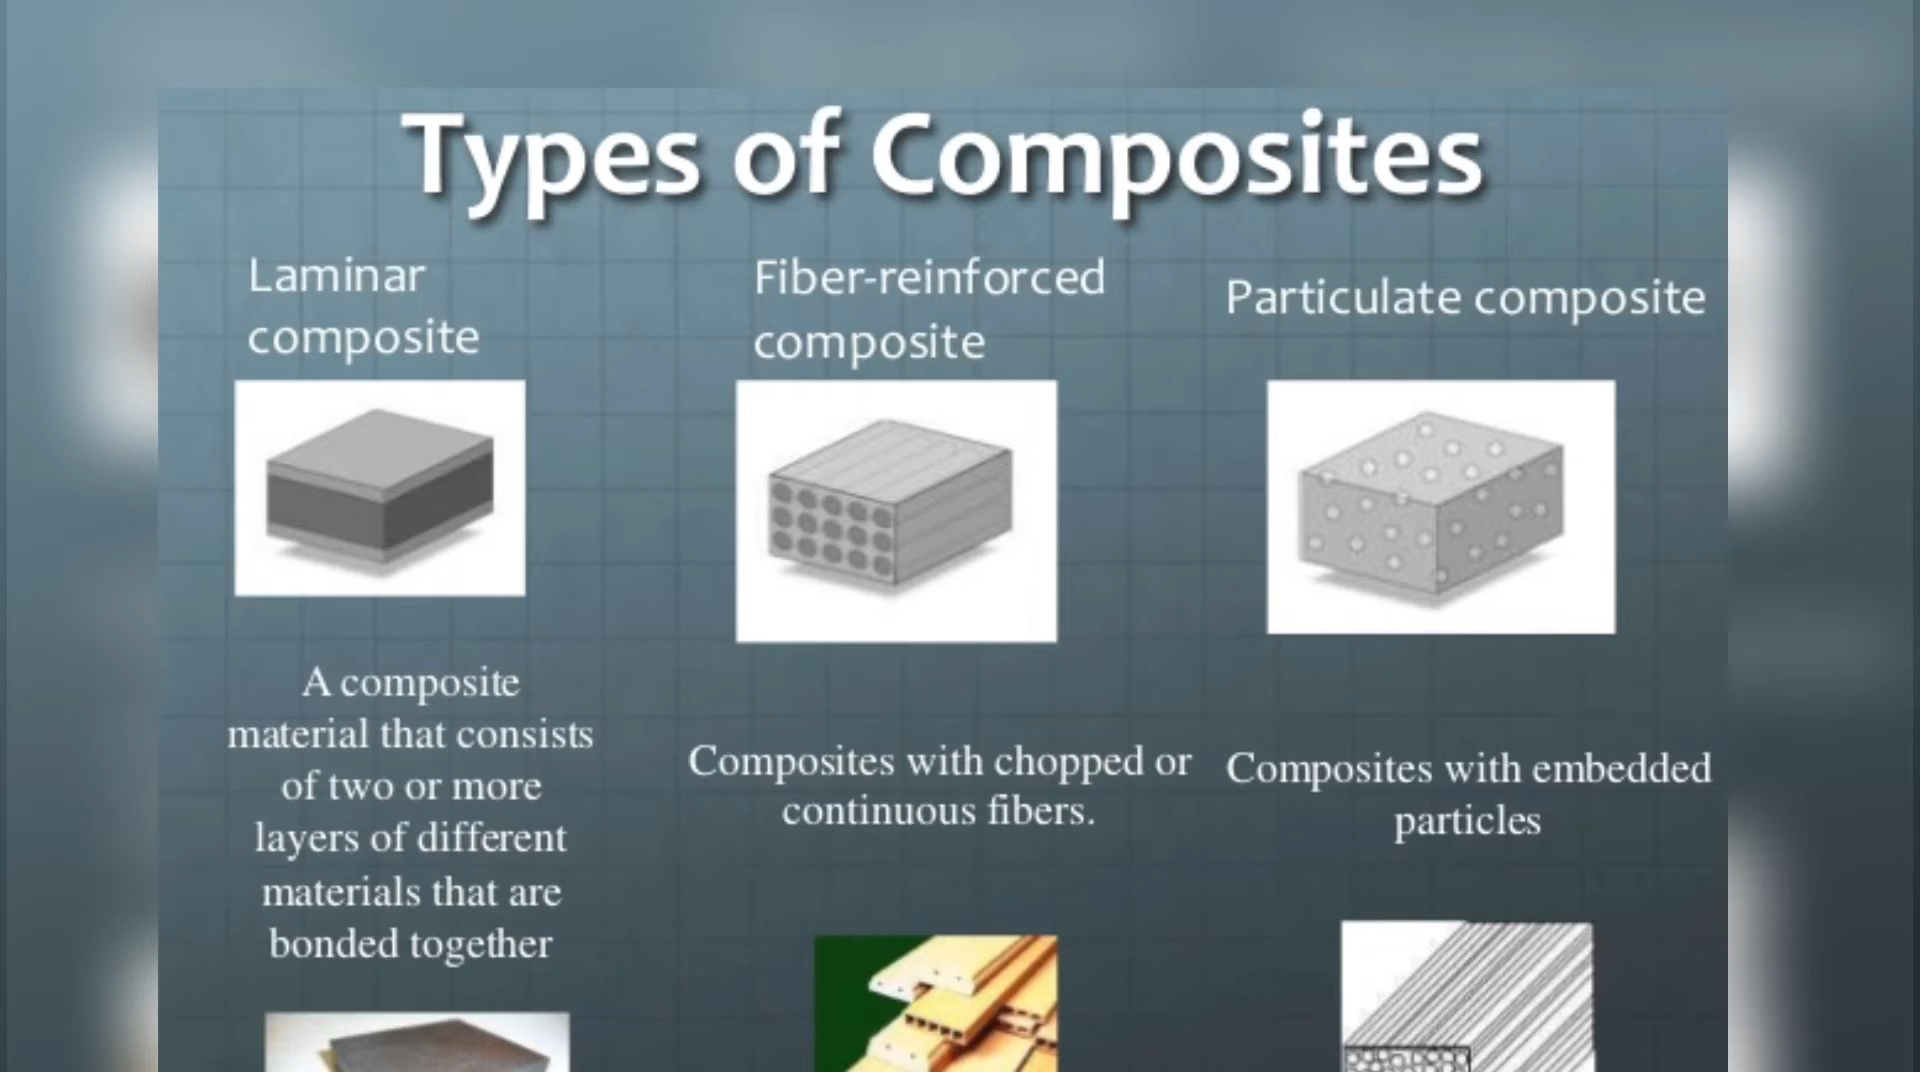 Types of Composites
Laminar
composite
Fiber-reinforced
composite
Particulate composite
A composite
material that consists
of two or more
layers of different
materials that are
bonded together
Composites with chopped or
continuous fibers.
Composites with embedded
particles